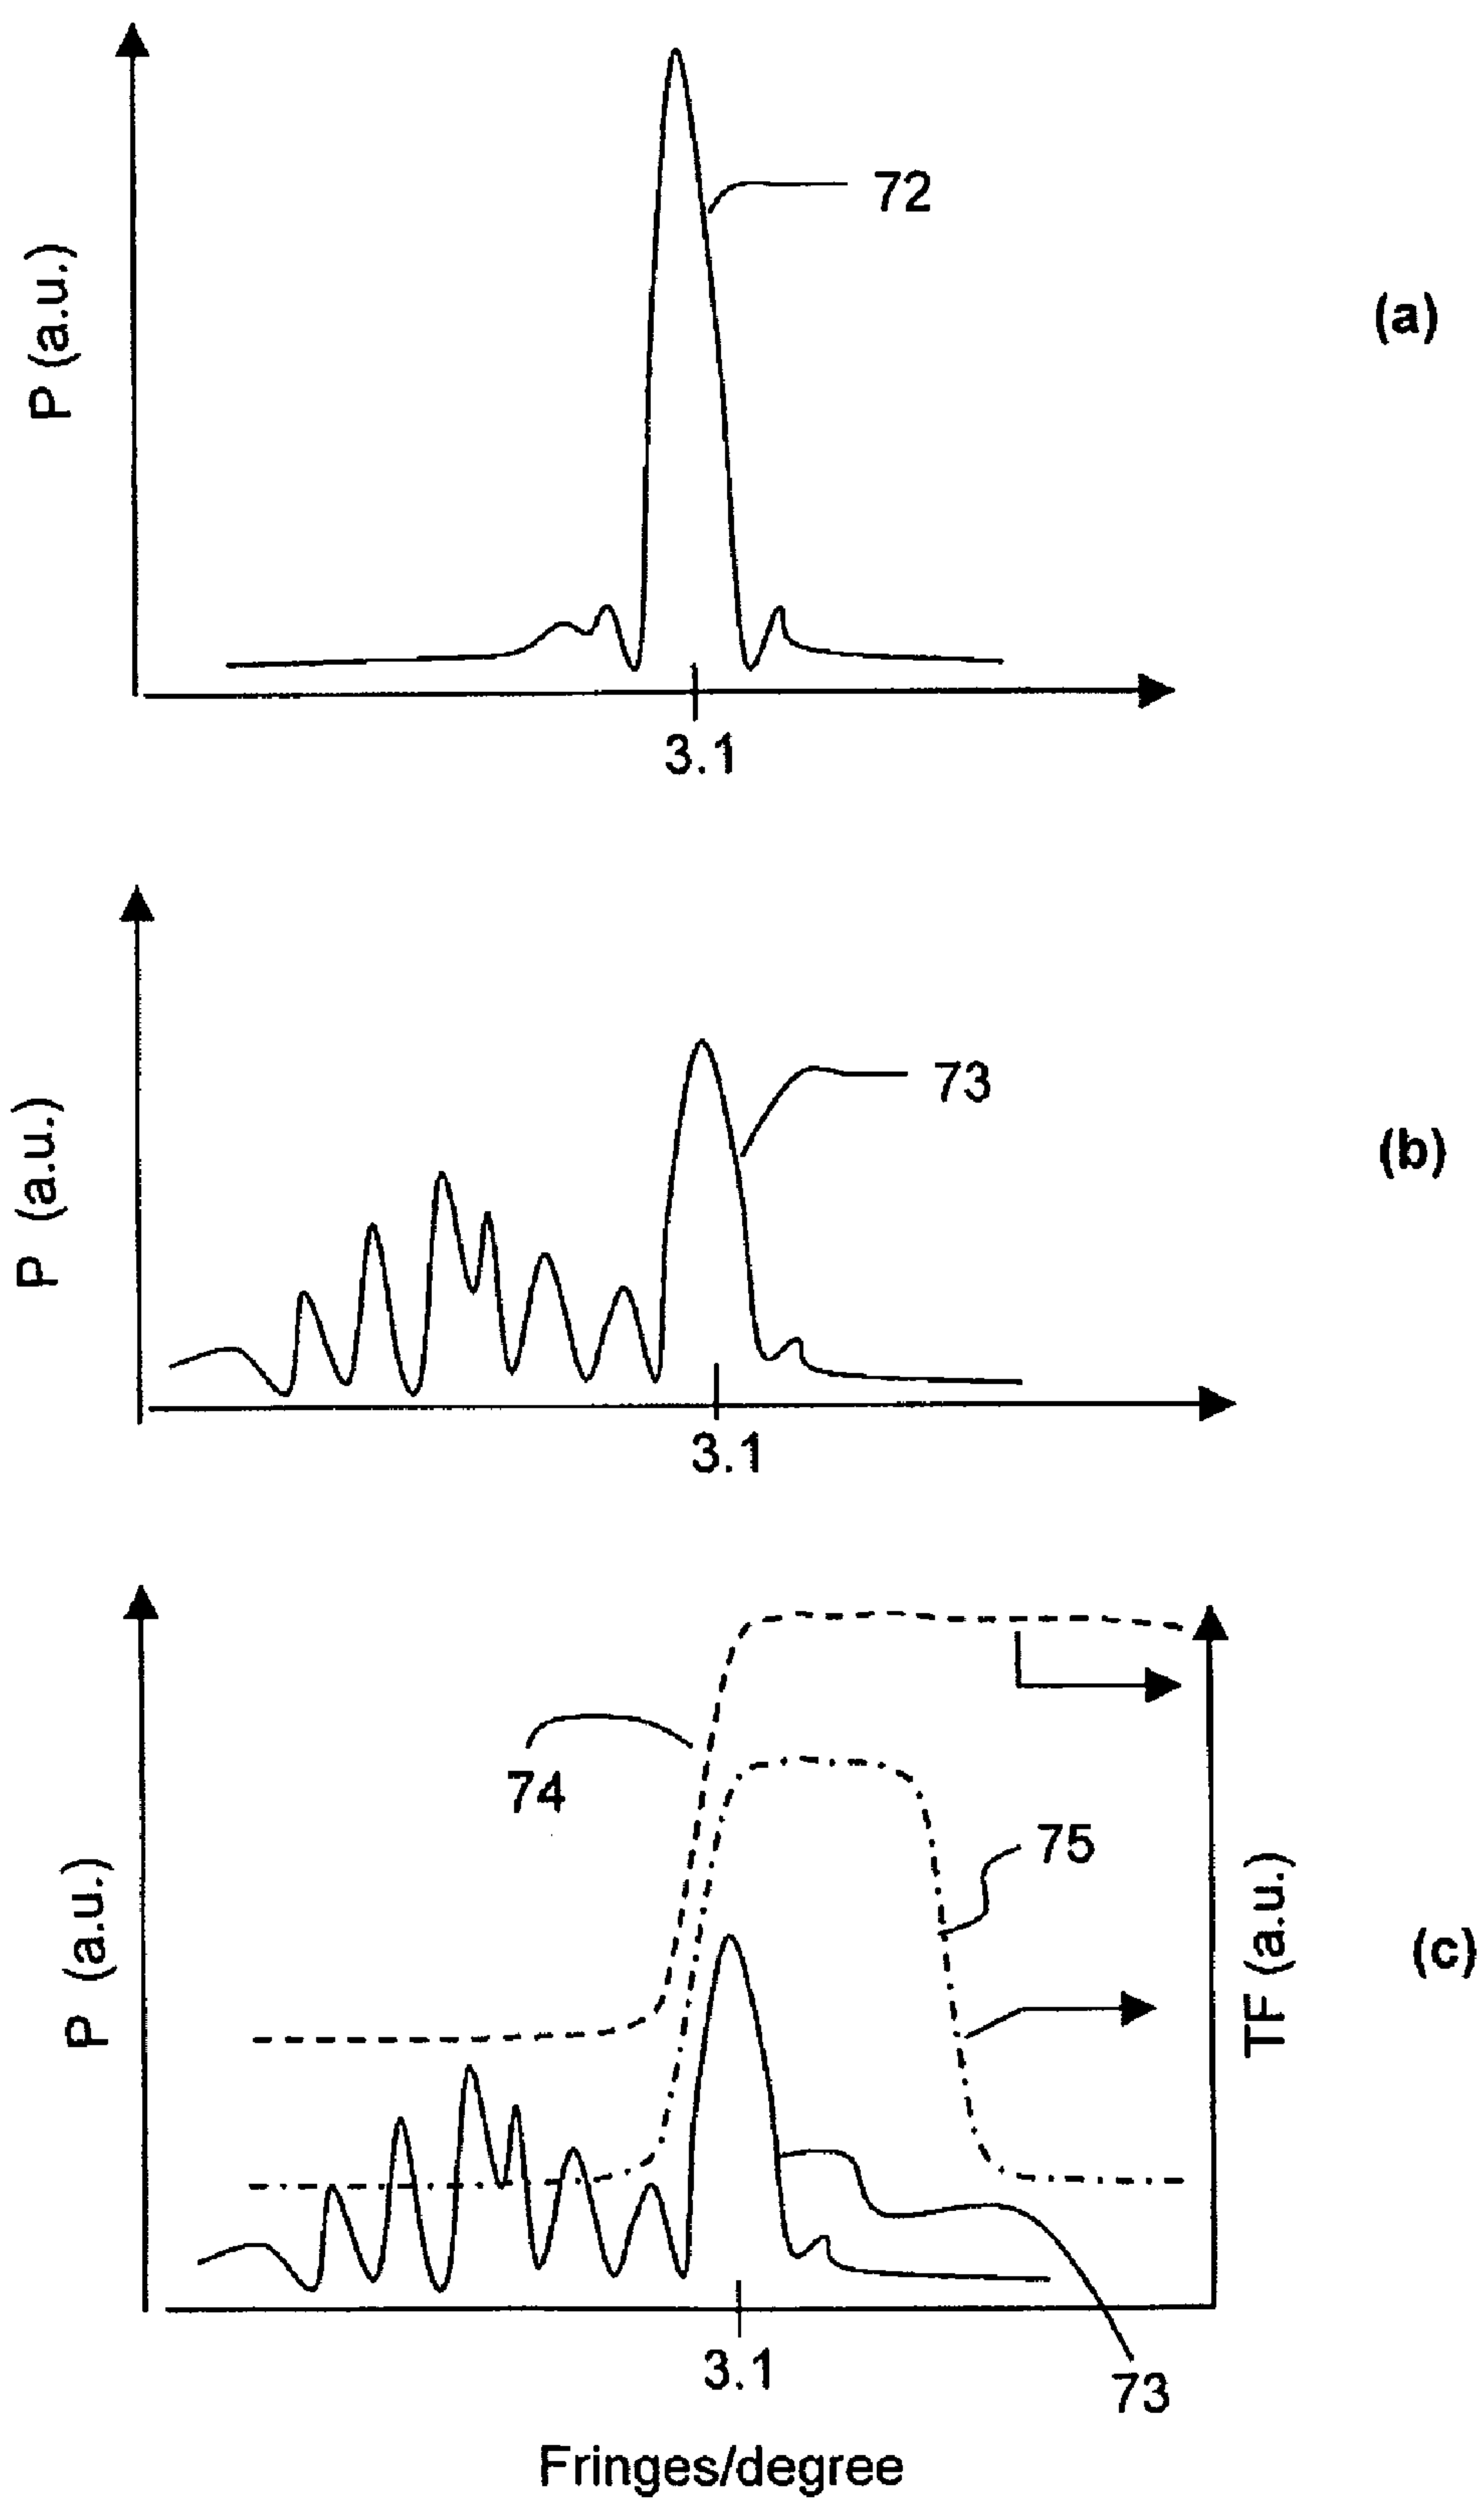 P (a.u.)
72
(a)
3.1
P (a.u.)
73
(b)
3.1
P (a.u.)
74
75
TF (a.u.)
(c)
3.1
73
Fringes/degree